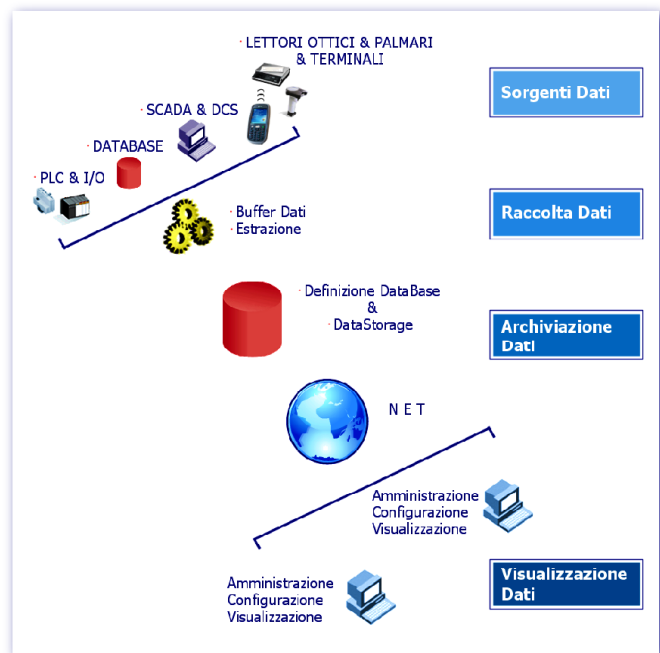 · LETTORI OTTICI & PALMARI
& TERMINALI
Sorgenti Dati
· SCADA & DCS
· DATABASE
· PLC & I/O
· Buffer Dati
· Estrazione
Raccolta Dati
· Definizione DataBase
&
· DataStorage
Archiviazione
Dati
N E T
Amministrazione
Configurazione
Visualizzazione
Visualizzazione
Dati
Amministrazione
Configurazione
Visualizzazione